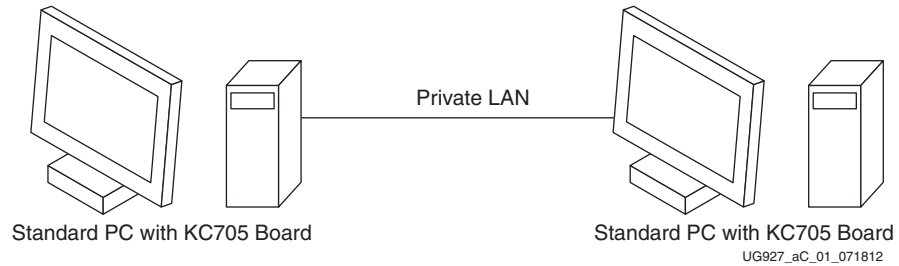 Private LAN
Standard PC with KC705 Board
Standard PC with KC705 Board
UG927_aC_01_071812